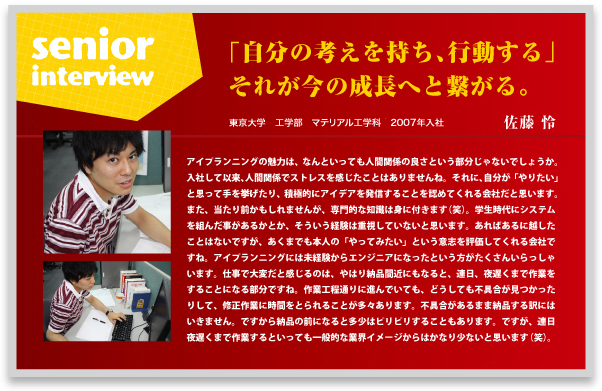 senior
interview
「自分の考えを持ち、行動する」
それが今の成長へと繋がる。
東京大学　工学部　マテリアル工学科　2007年入社　佐藤 怜
アイプランニングの魅力は、なんといっても人間関係の良さという部分じゃないでしょうか。
入社して以来、人間関係でストレスを感じたことはありませんね。それに、自分が「やりたい」
と思って手を挙げたり、積極的にアイデアを発信することを認めてくれる会社だと思います。
また、当たり前かもしれませんが、専門的な知識は身に付きます（笑）。学生時代にシステム
を組んだ事があるかとか、そういう経験は重視していないと思います。あればあるに越した
ことはないですが、あくまでも本人の「やってみたい」という意志を評価してくれる会社で
すね。アイプランニングには未経験からエンジニアになったという方がたくさんいらっしゃ
います。仕事で大変だと感じるのは、やはり納品間近にもなると、連日、夜遅くまで作業を
することになる部分ですね。作業工程通りに進んでいても、どうしても不具合が見つかった
りして、修正作業に時間をとられることが多々あります。不具合があるまま納品する訳には
いきません。ですから納品の前になると多少はピリピリすることもあります。ですが、連日
夜遅くまで作業するといっても一般的な業界イメージからはかなり少ないと思います（笑）。